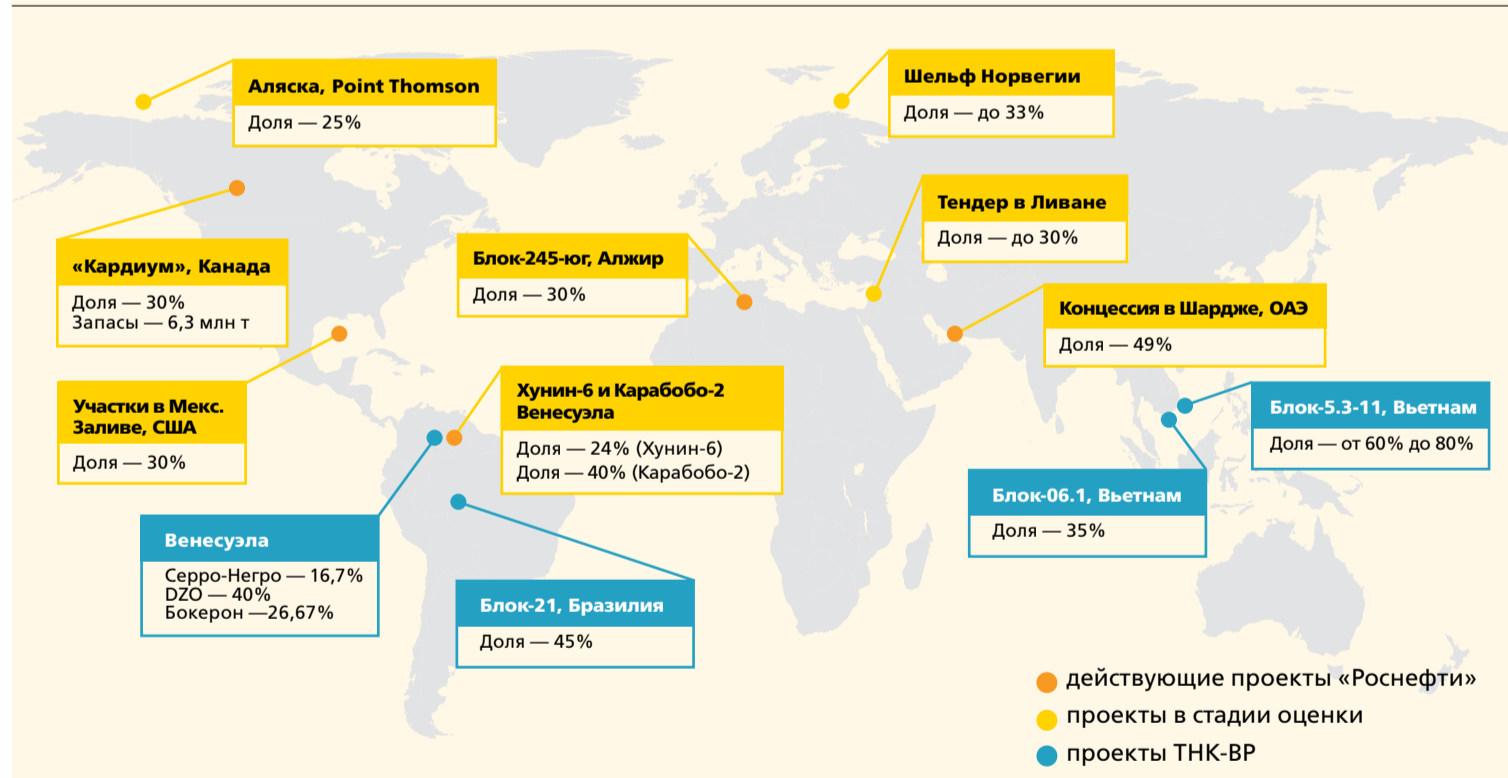 Аляска, Point Thomson
Доля — 25%
Шельф Норвегии
Доля — до 33%
Тендер в Ливане
Доля — до 30%
«Кардиум», Канада
Доля — 30%
Запасы — 6,3 млн т
Блок-245-юг, Алжир
Доля — 30%
Концессия в Шардже, ОАЭ
Доля — 49%
Участки в Мекс.
Заливе, США
Доля — 30%
Хунин-6 и Карабобо-2
Венесуэла
Доля — 24% (Хунин-6)
Доля — 40% (Карабобо-2)
Блок-5.3-11, Вьетнам
Доля — от 60% до 80%
Блок-06.1, Вьетнам
Доля — 35%
Венесуэла
Серро-Негро — 16,7%
DZO — 40%
Бокерон —26,67%
Блок-21, Бразилия
Доля — 45%
действующие проекты «Роснефти»
проекты в стадии оценки
проекты ТНК-ВР